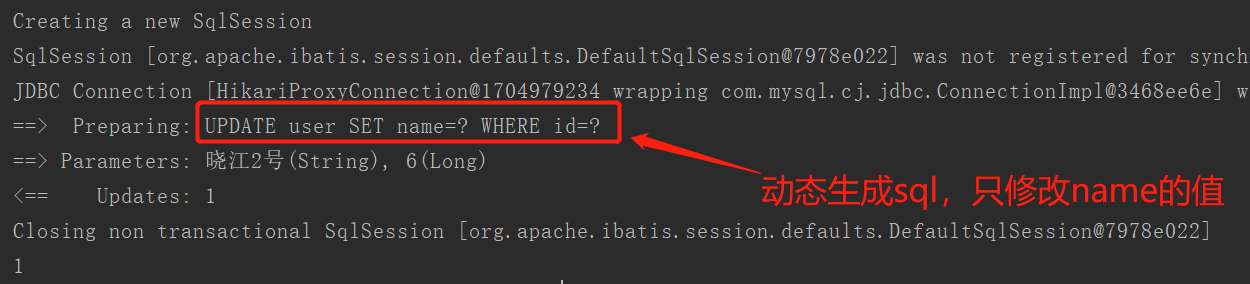 Creating a new SqlSession
SqlSession [org.apache.ibatis.session.defaults.DefaultSqlSession@7978e022] was not registered for synch
JDBC Connection [HikariProxyConnection@1704979234 wrapping com.mysql.cj.jdbc.ConnectionImpl@3468ee6e] w
==>  Preparing: UPDATE user SET name=? WHERE id=?
==> Parameters: 晓江2号(String), 6(Long)
<==    Updates: 1
动态生成sql，只修改name的值
Closing non transactional SqlSession [org.apache.ibatis.session.defaults.DefaultSqlSession@7978e022]
1